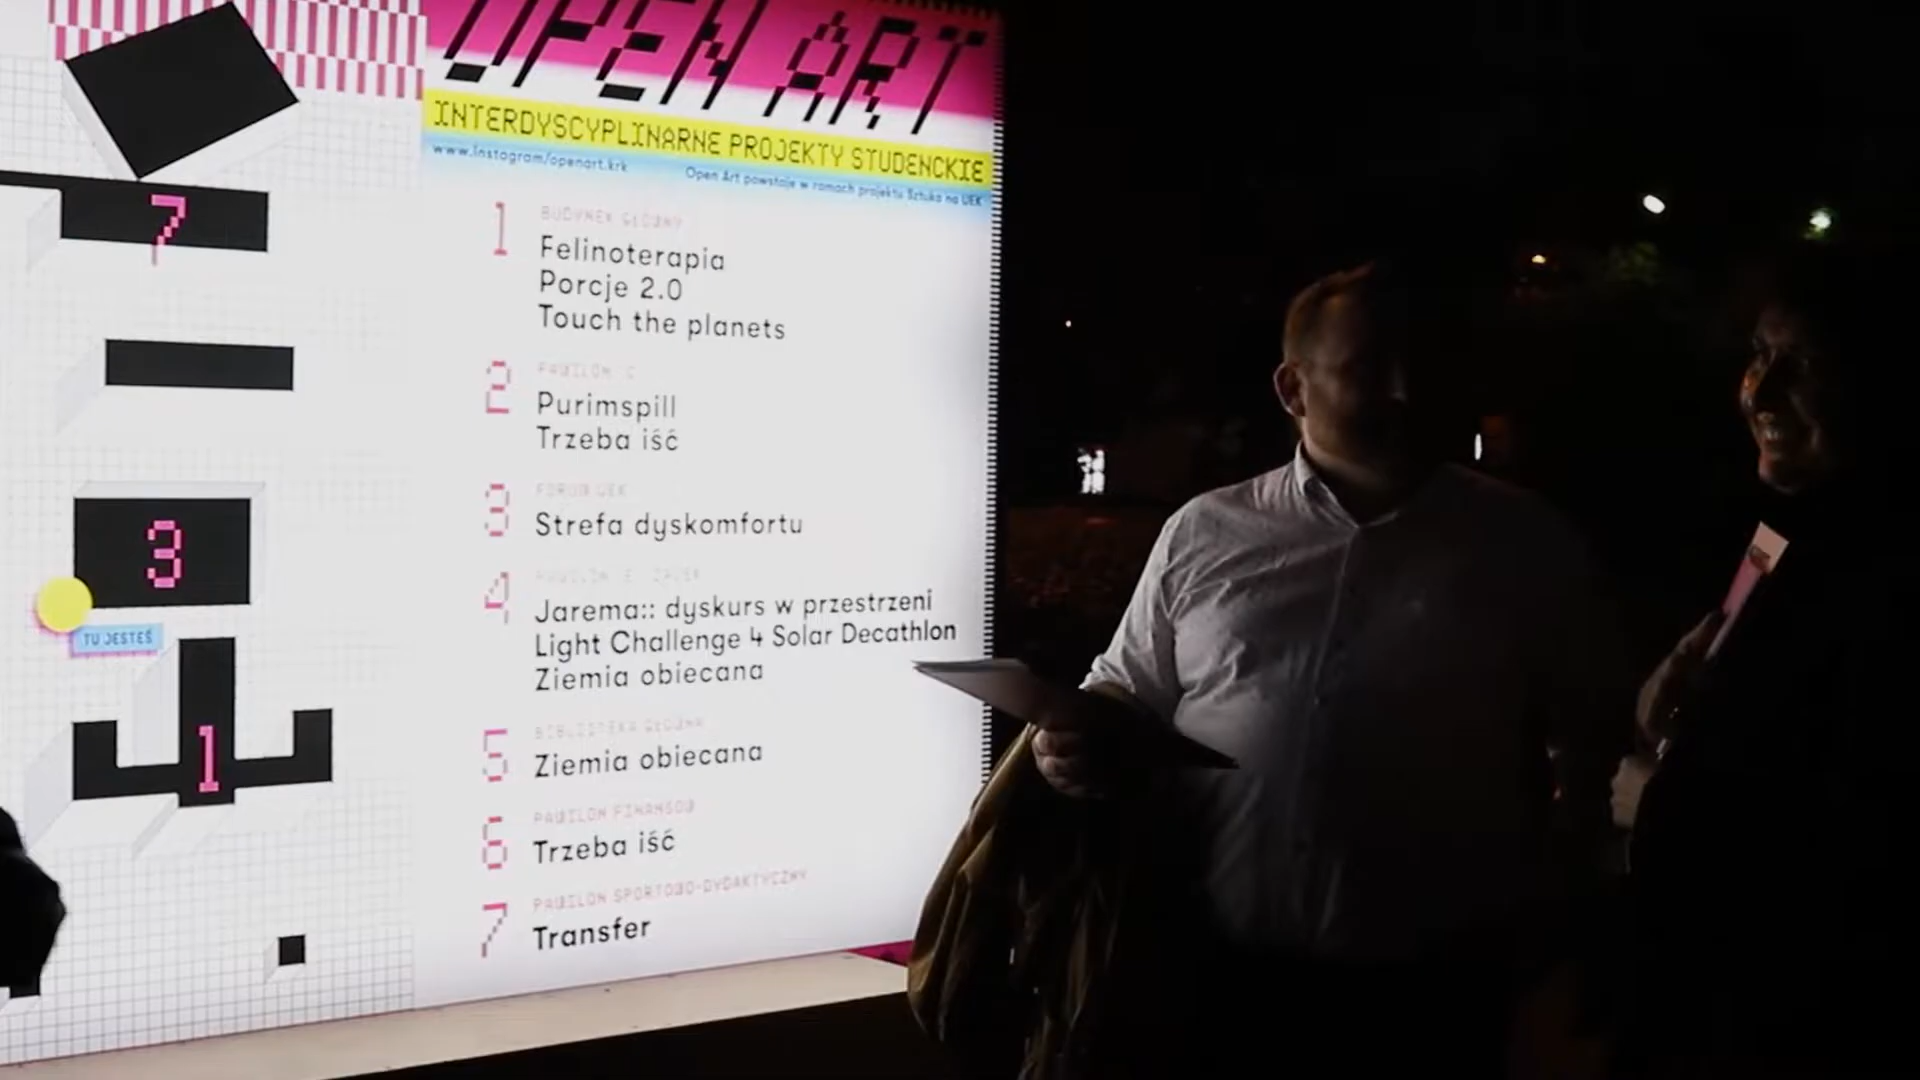 OPEN ART
INTERDYSCYPLINARNE PROJEKTY STUDENCKIE
www.instagram/openart.krk
Open Art powstaje w ramach projektu Sztuka na UEK
1
BUDYNEK GŁÓWNY
Felinoterapia
Porcje 2.0
Touch the planets
2
PAWILON C
Purimspill
Trzeba iść
3
FORUM UEK
Strefa dyskomfortu
4
Jarema:: dyskurs w przestrzeni
Light Challenge 4 Solar Decathlon
Ziemia obiecana
5
BIBLIOTEKA GŁÓWNA
Ziemia obiecana
6
PAWILON FINANSÓW
Trzeba iść
7
PAWILON SPORTOWO-DYDAKTYCZNY
Transfer
7
3
TU JESTEŚ
1